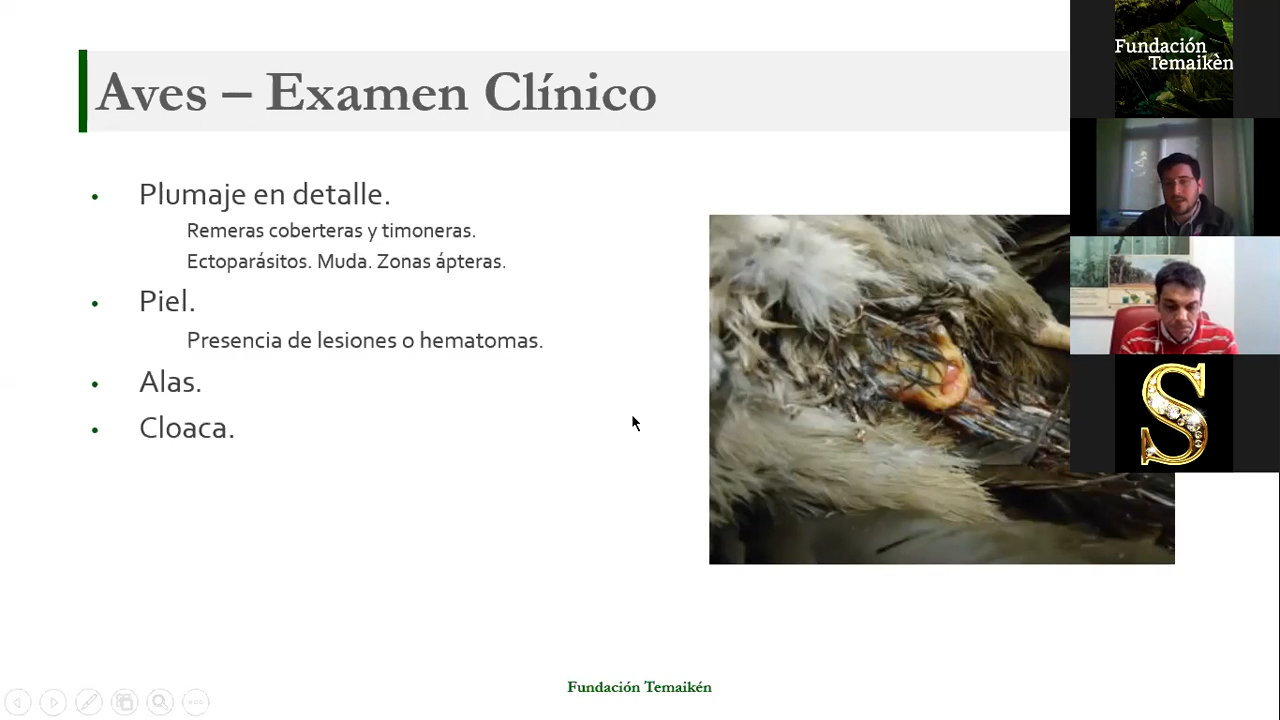 Aves – Examen Clínico
• Plumaje en detalle.
Remeras coberteras y timoneras.
Ectoparásitos. Muda. Zonas ápteras.
• Piel.
Presencia de lesiones o hematomas.
• Alas.
• Cloaca.
Fundación Temaikén
Fundación
Temaikèn
S